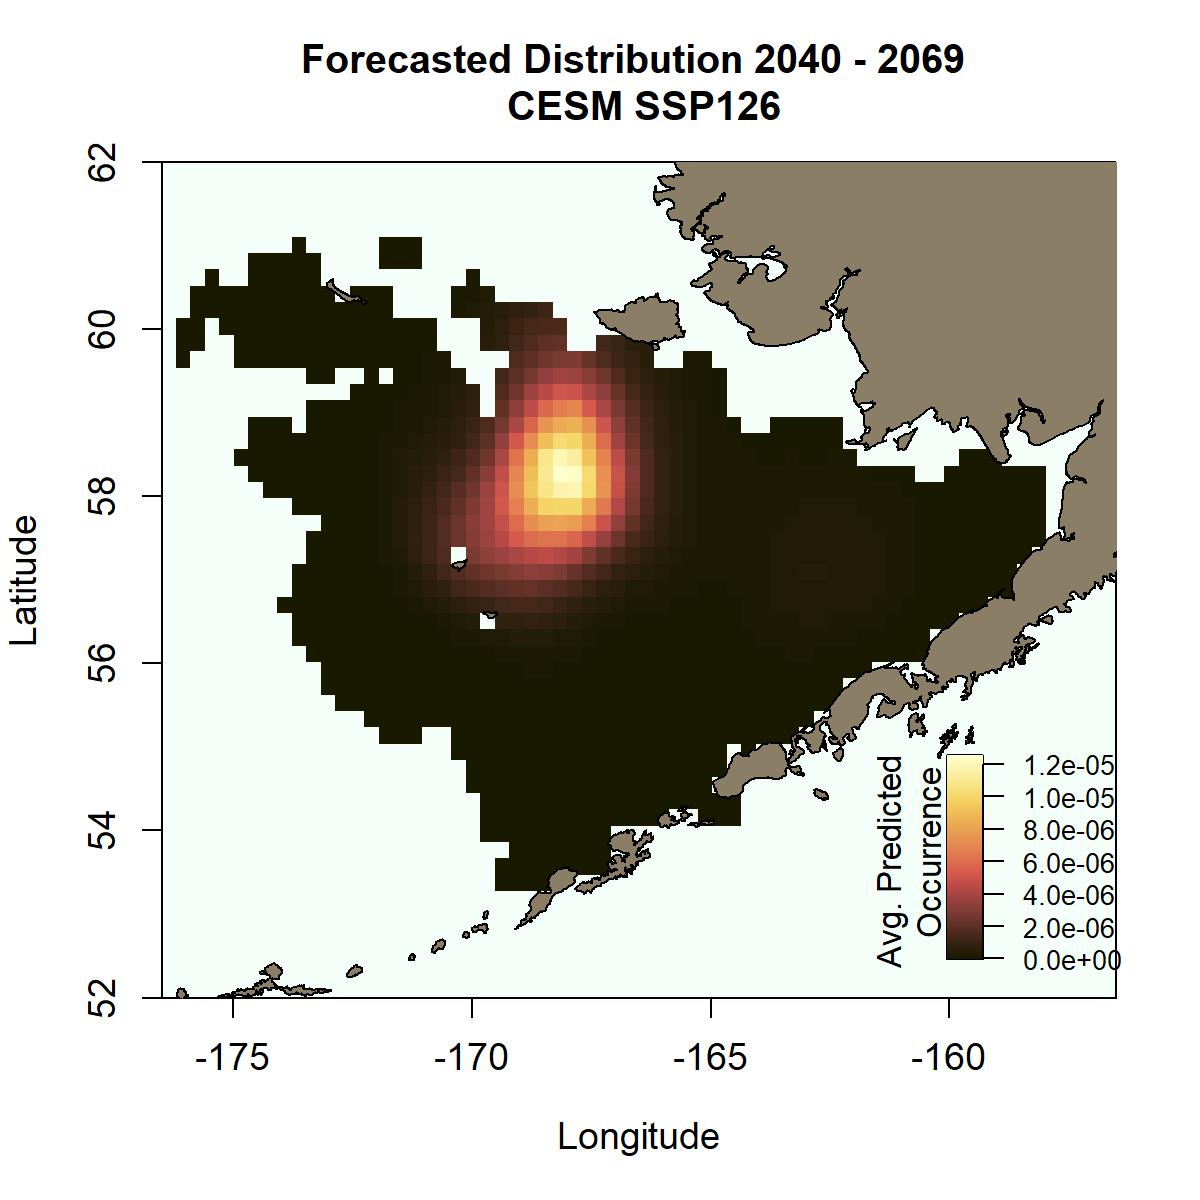 Forecasted Distribution 2040 - 2069
CESM SSP126
62
60
58
56
54
52
Latitude
-175
-170
-165
-160
Longitude
Avg. Predicted
Occurrence
1.2e-05
1.0e-05
8.0e-06
6.0e-06
4.0e-06
2.0e-06
0.0e+00